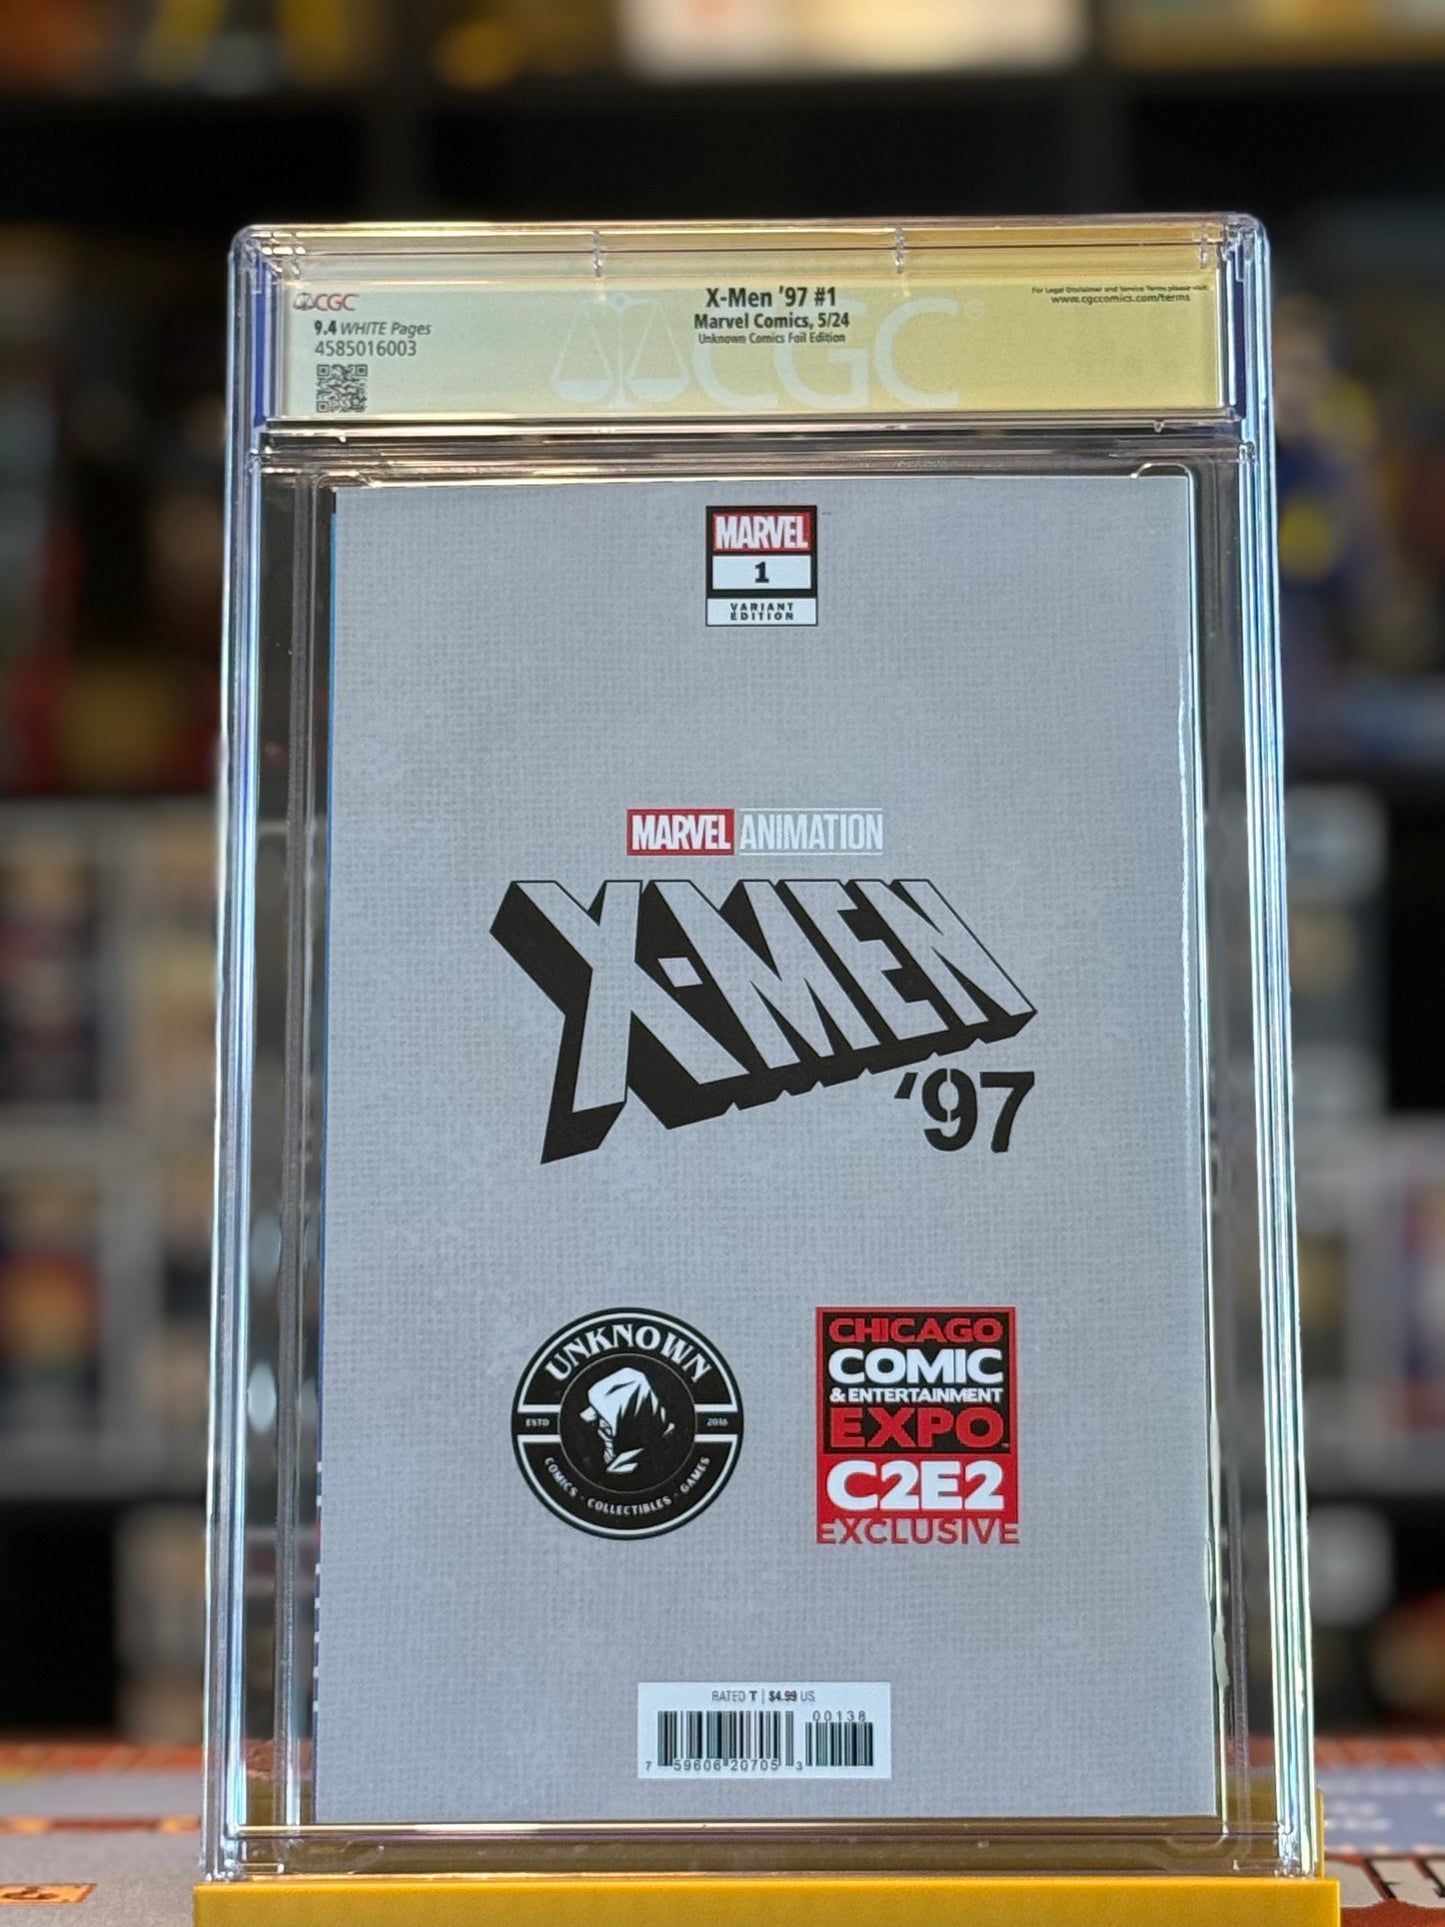 CGC
9.4 WHITE Pages
4585016003
X-Men '97 #1
Marvel Comics, 5/24
Unknown Comics Foil Edition
For Legal Disclaimer and Service Terms please visit:
www.cgccomics.com/terms
CGC®
MARVEL
1
VARIANT
EDITION
MARVEL ANIMATION
X-MEN
'97
UNKNOWN
ESTD 2016
COMICS - COLLECTIBLES - GAMES
CHICAGO
COMIC
& ENTERTAINMENT
EXPO
C2E2
EXCLUSIVE
RATED T | $4.99 US
00138
7 59606 20705 3